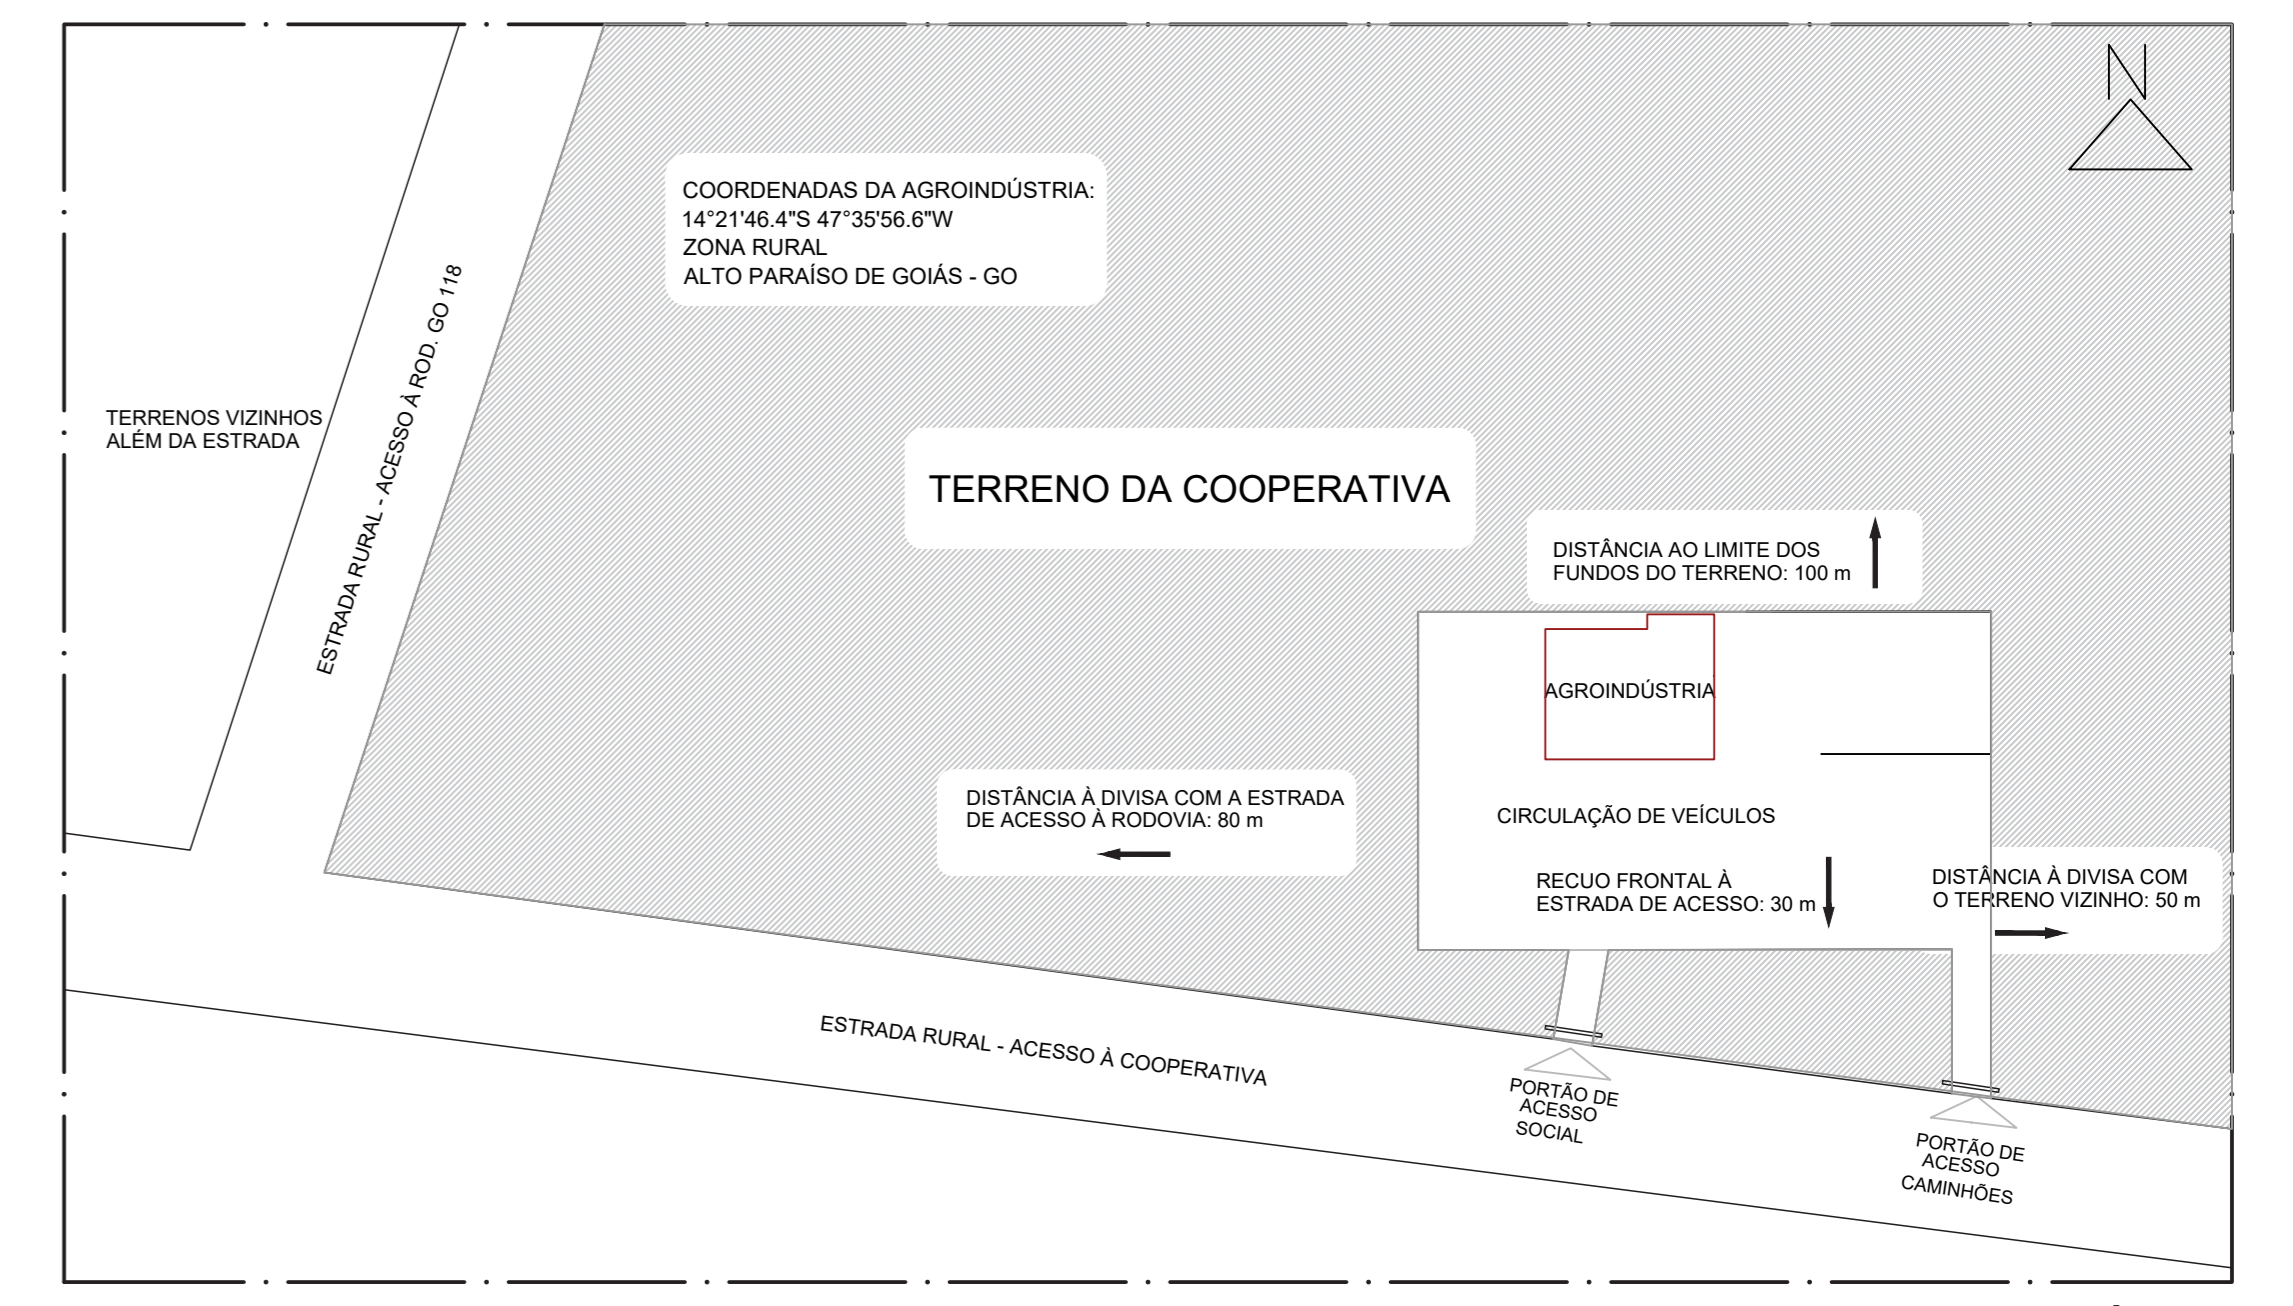 N
COORDENADAS DA AGROINDÚSTRIA:
14°21'46.4"S 47°35'56.6"W
ZONA RURAL
ALTO PARAÍSO DE GOIÁS - GO
ESTRADA RURAL - ACESSO À ROD. GO 118
TERRENOS VIZINHOS
ALÉM DA ESTRADA
TERRENO DA COOPERATIVA
DISTÂNCIA AO LIMITE DOS
FUNDOS DO TERRENO: 100 m
AGROINDÚSTRIA
DISTÂNCIA À DIVISA COM A ESTRADA
DE ACESSO À RODOVIA: 80 m
CIRCULAÇÃO DE VEÍCULOS
RECUO FRONTAL À
ESTRADA DE ACESSO: 30 m
DISTÂNCIA À DIVISA COM
O TERRENO VIZINHO: 50 m
ESTRADA RURAL - ACESSO À COOPERATIVA
PORTÃO DE
ACESSO
SOCIAL
PORTÃO DE
ACESSO
CAMINHÕES